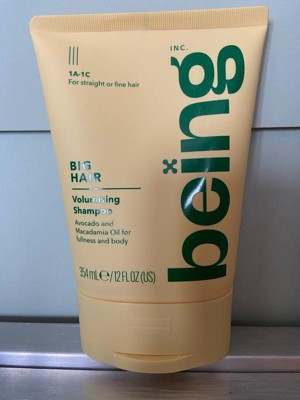 INC.
being
1A-1C
For straight or fine hair
BIG
HAIR
Volumising
Shampoo
Avocado and
Macadamia Oil for
fullness and body
354 mL℮/12 FL OZ (US)